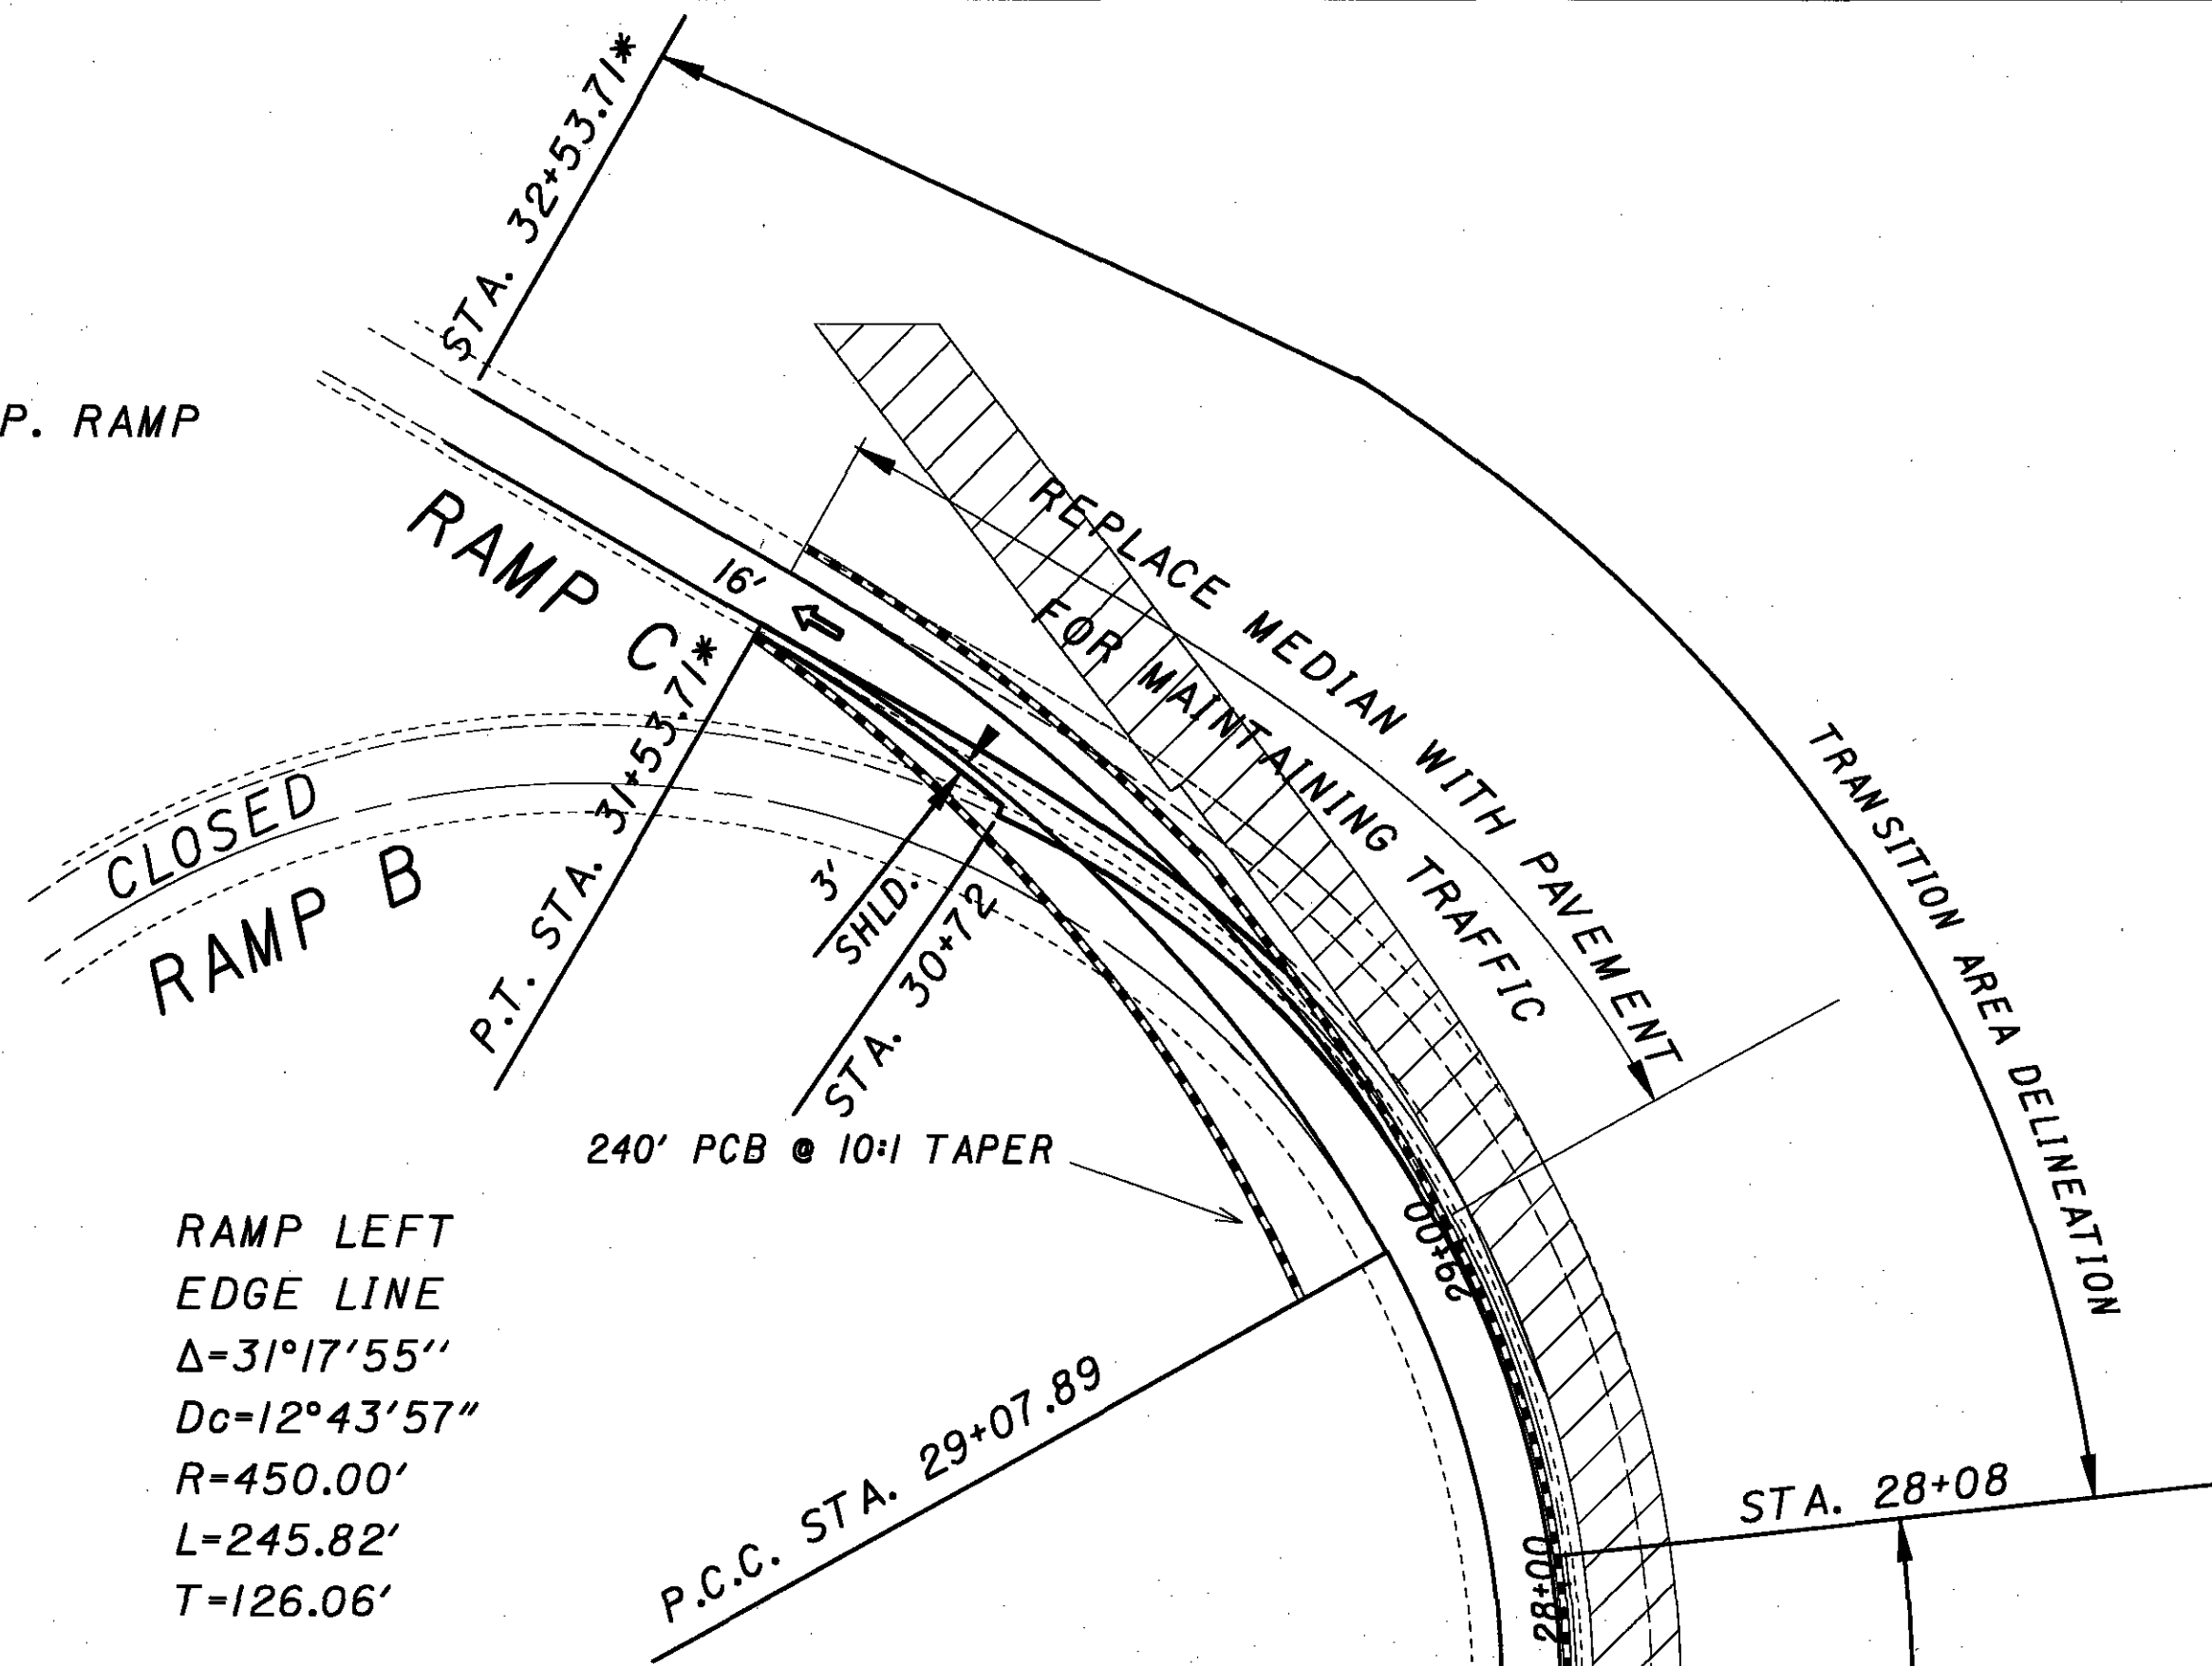 STA. 32+53.71*
P. RAMP
RAMP C
16'
REPLACE MEDIAN WITH PAVEMENT
FOR MAINTAINING TRAFFIC
TRANSITION AREA DELINEATION
CLOSED
RAMP B
P.T. STA. 31+53.71*
3'
SHLD.
STA. 30+72
240' PCB @ 10:1 TAPER
29+00
RAMP LEFT
EDGE LINE
Δ=31°17'55''
Dc=12°43'57"
R=450.00'
L=245.82'
T=126.06'
P.C.C. STA. 29+07.89
STA. 28+08
28+00